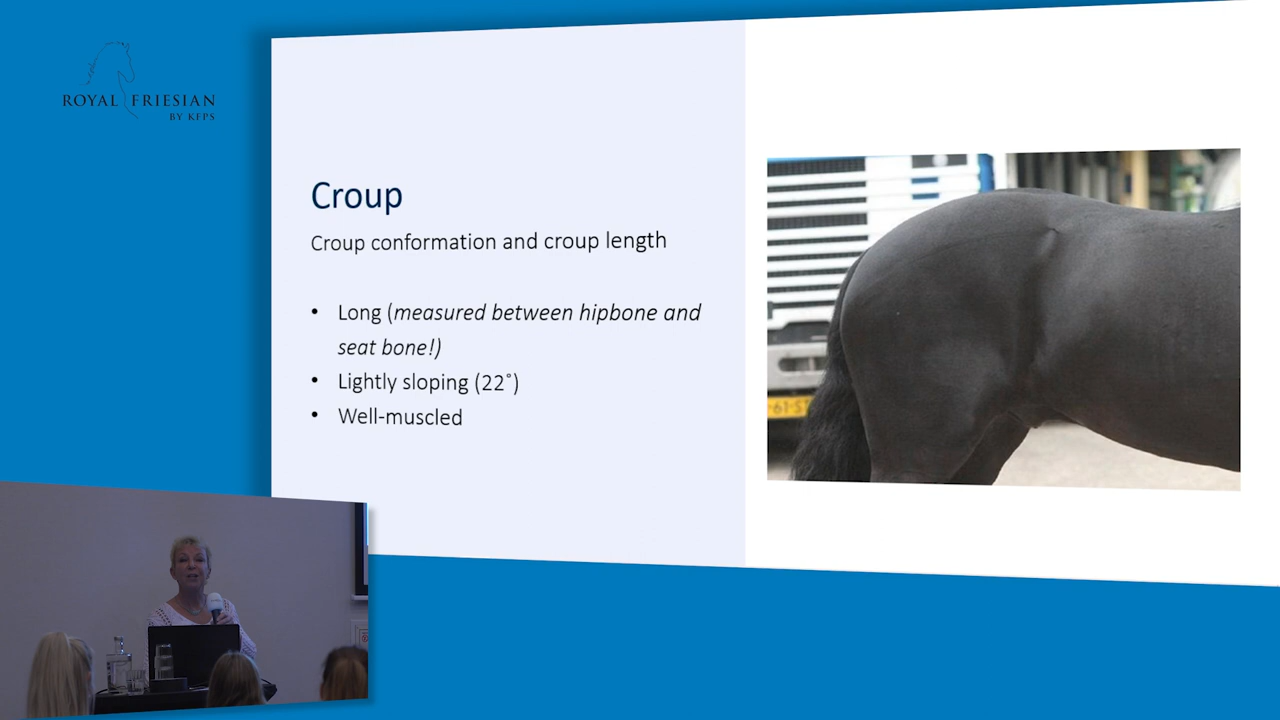 ROYAL FRIESIAN
BY KFPS
Croup
Croup conformation and croup length
• Long (measured between hipbone and
seat bone!)
• Lightly sloping (22°)
• Well-muscled